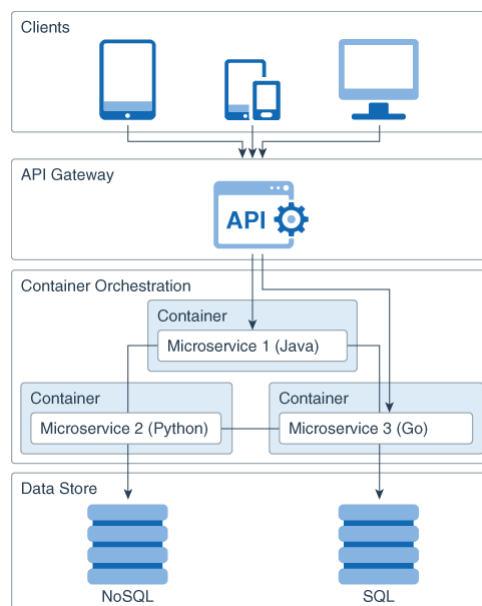 Clients
API Gateway
API
Container Orchestration
Container
Microservice 1 (Java)
Container
Container
Microservice 2 (Python)
Microservice 3 (Go)
Data Store
NoSQL
SQL